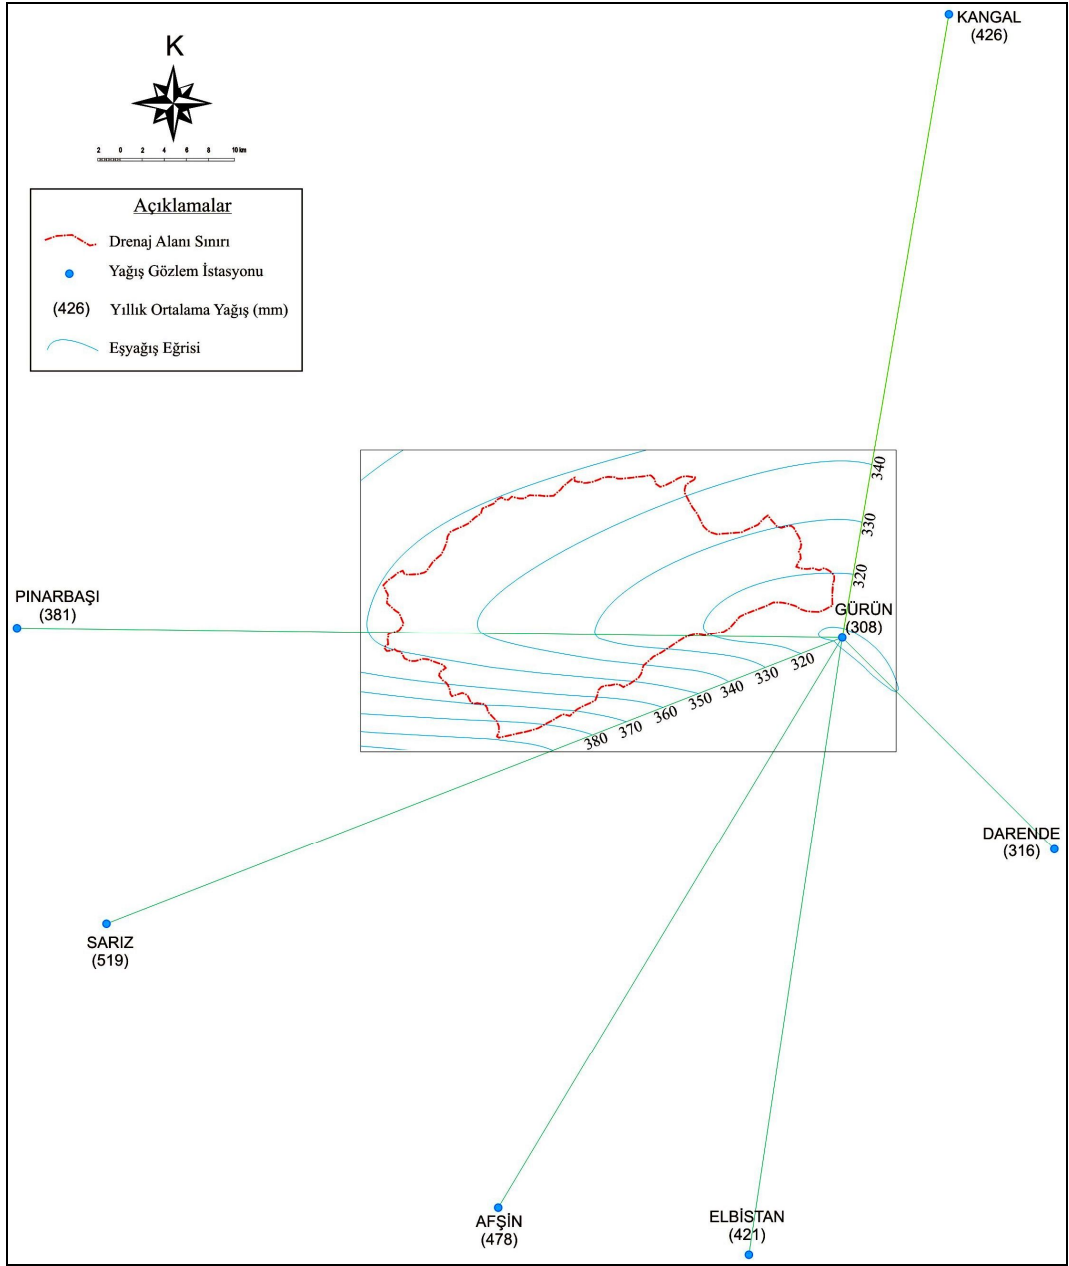 KANGAL
(426)
K
2 0 2 4 6 8 10 km
Açıklamalar
Drenaj Alanı Sınırı
Yağış Gözlem İstasyonu
(426) Yıllık Ortalama Yağış (mm)
Eşyağış Eğrisi
340
330
320
PINARBAŞI
(381)
GÜRÜN
(308)
320
330
340
350
360
370
380
DARENDE
(316)
SARIZ
(519)
AFŞİN
(478)
ELBİSTAN
(421)